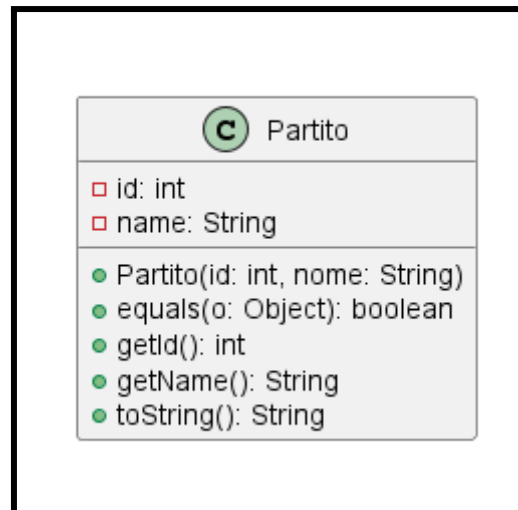 C Partito
id: int
name: String
Partito(id: int, nome: String)
equals(o: Object): boolean
getId(): int
getName(): String
toString(): String